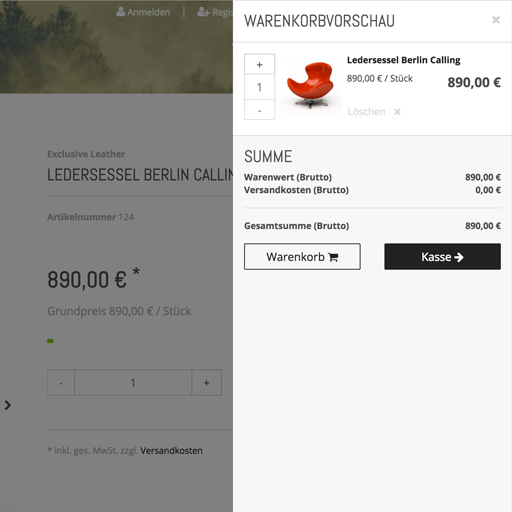 Anmelden
WARENKORBVORSCHAU
×
+
1
-
Ledersessel Berlin Calling
890,00 € / Stück
890,00 €
Löschen ×
SUMME
Warenwert (Brutto) 890,00 €
Versandkosten (Brutto) 0,00 €
Gesamtsumme (Brutto) 890,00 €
Warenkorb
Kasse
Exclusive Leather
LEDERSESSEL BERLIN CALLIN
Artikelnummer 124
890,00 € *
Grundpreis 890,00 € / Stück
- 1 +
* inkl. ges. MwSt. zzgl. Versandkosten